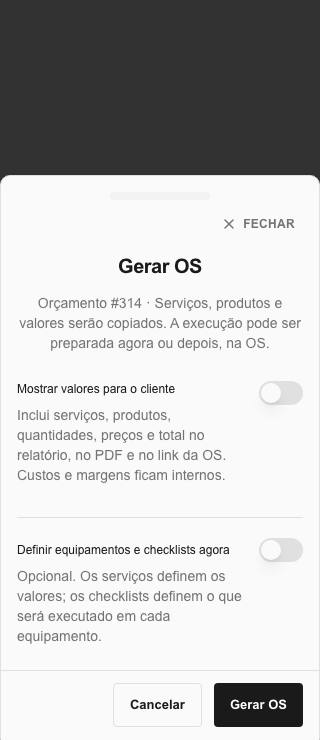 FECHAR
Gerar OS
Orçamento #314 · Serviços, produtos e
valores serão copiados. A execução pode ser
preparada agora ou depois, na OS.
Mostrar valores para o cliente
Inclui serviços, produtos,
quantidades, preços e total no
relatório, no PDF e no link da OS.
Custos e margens ficam internos.
Definir equipamentos e checklists agora
Opcional. Os serviços definem os
valores; os checklists definem o que
será executado em cada
equipamento.
Cancelar
Gerar OS